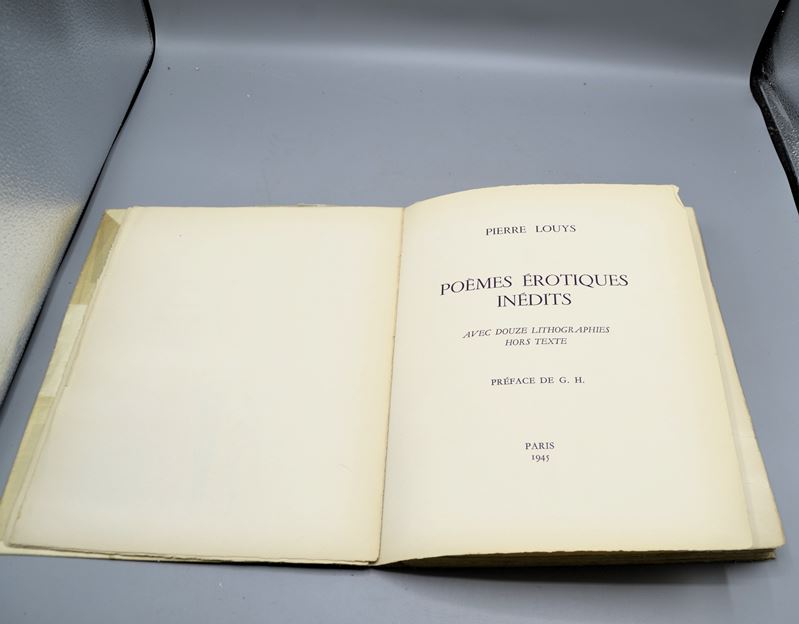 PIERRE LOUYS
POÈMES ÉROTIQUES
INÉDITS
AVEC DOUZE LITHOGRAPHIES
HORS TEXTE
PRÉFACE DE G. H.
PARIS
1945